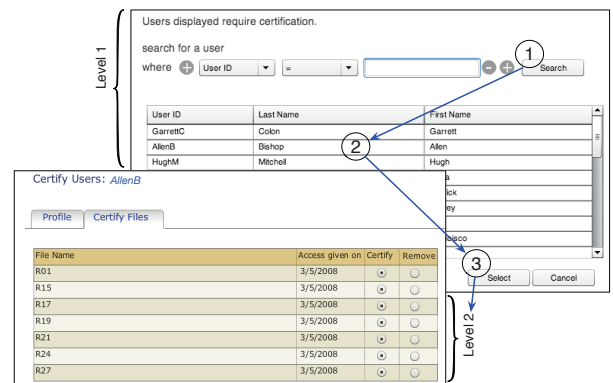 Users displayed require certification.
search for a user
where + User ID = - + Search
1
Level 1
User ID Last Name First Name
GarrettC Colon Garrett
AllenB Bishop Allen
2
HughM Mitchell Hugh
Certify Users: AllenB
Profile Certify Files
3
Select Cancel
File Name Access given on Certify Remove
R01 3/5/2008
R15 3/5/2008
R17 3/5/2008
R19 3/5/2008
R21 3/5/2008
R24 3/5/2008
R27 3/5/2008
Level 2